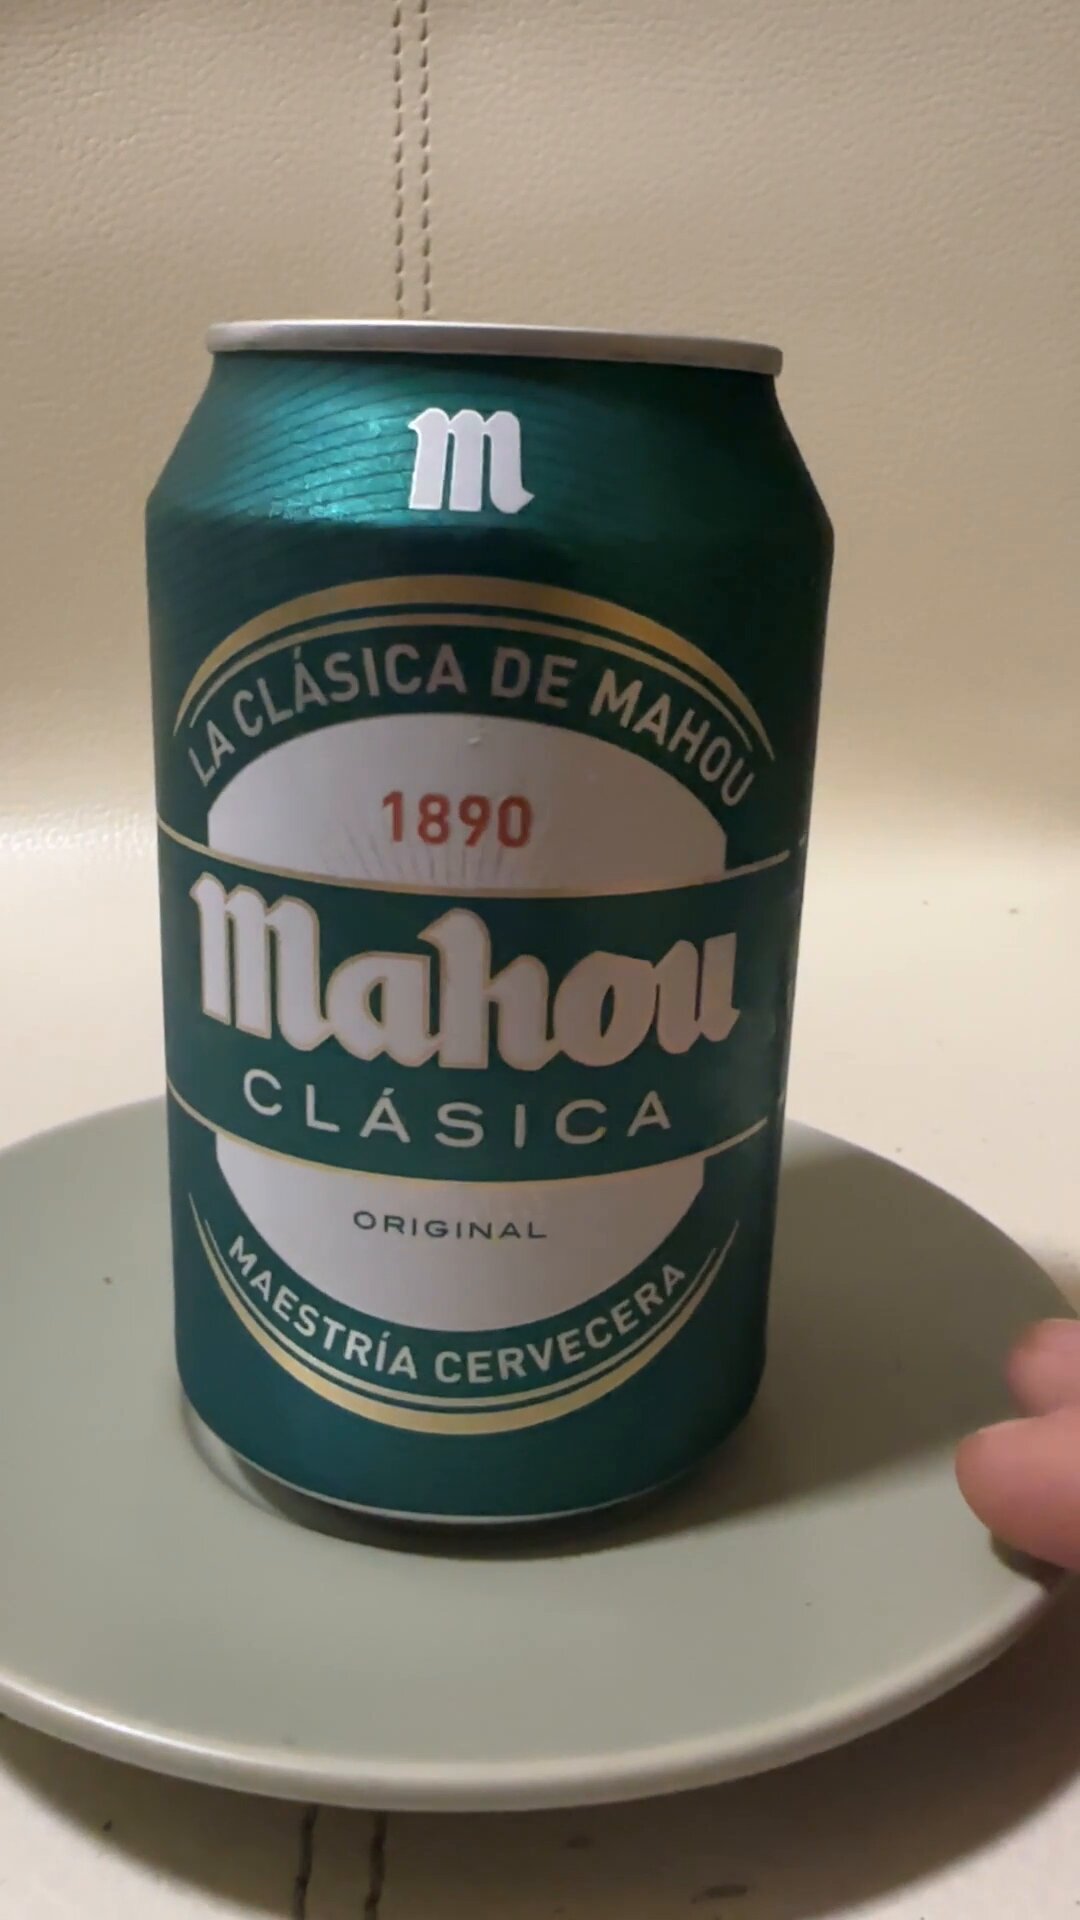 m
LA CLÁSICA DE MAHOU
1890
Mahou
CLÁSICA
ORIGINAL
MAESTRÍA CERVECERA